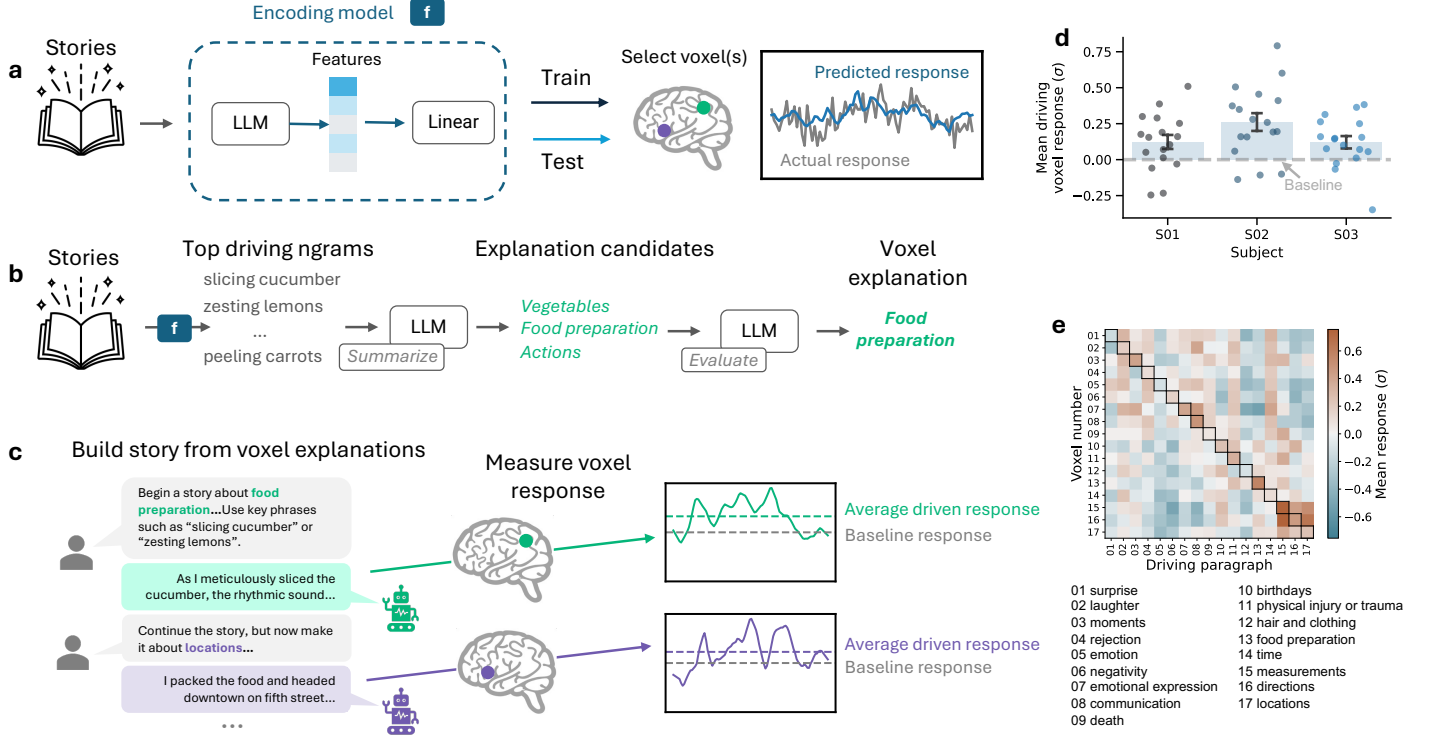 a
Encoding model f
Stories
Features
LLM
Linear
Train
Test
Select voxel(s)
Predicted response
Actual response
b
Stories
f
Top driving ngrams
slicing cucumber
zesting lemons
...
peeling carrots
LLM
Summarize
Explanation candidates
Vegetables
Food preparation
Actions
LLM
Evaluate
Voxel
explanation
Food
preparation
c
Build story from voxel explanations
Begin a story about food
preparation...Use key phrases
such as “slicing cucumber” or
“zesting lemons”.
As I meticulously sliced the
cucumber, the rhythmic sound...
Continue the story, but now make
it about locations...
I packed the food and headed
downtown on fifth street...
...
Measure voxel
response
Average driven response
Baseline response
Average driven response
Baseline response
d
Mean driving
voxel response (σ)
0.75
0.50
0.25
0.00
−0.25
Baseline
S01 S02 S03
Subject
e
Voxel number
01
02
03
04
05
06
07
08
09
10
11
12
13
14
15
16
17
01 02 03 04 05 06 07 08 09 10 11 12 13 14 15 16 17
Driving paragraph
0.6
0.4
0.2
0.0
−0.2
−0.4
−0.6
Mean response (σ)
01 surprise
02 laughter
03 moments
04 rejection
05 emotion
06 negativity
07 emotional expression
08 communication
09 death
10 birthdays
11 physical injury or trauma
12 hair and clothing
13 food preparation
14 time
15 measurements
16 directions
17 locations